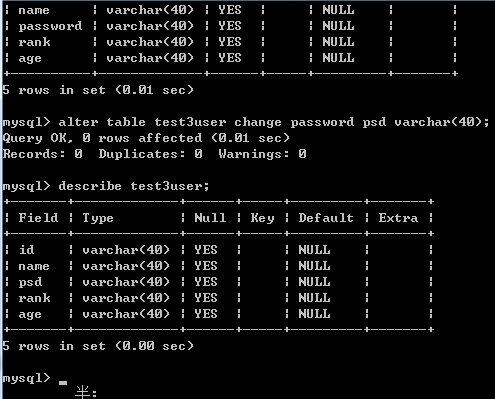 | name     | varchar(40) | YES  |     | NULL    |       |
| password | varchar(40) | YES  |     | NULL    |       |
| rank     | varchar(40) | YES  |     | NULL    |       |
| age      | varchar(40) | YES  |     | NULL    |       |
+----------+-------------+------+-----+---------+-------+
5 rows in set (0.01 sec)
mysql> alter table test3user change password psd varchar(40);
Query OK, 0 rows affected (0.01 sec)
Records: 0  Duplicates: 0  Warnings: 0
mysql> describe test3user;
+-------+-------------+------+-----+---------+-------+
| Field | Type        | Null | Key | Default | Extra |
+-------+-------------+------+-----+---------+-------+
| id    | varchar(40) | YES  |     | NULL    |       |
| name  | varchar(40) | YES  |     | NULL    |       |
| psd   | varchar(40) | YES  |     | NULL    |       |
| rank  | varchar(40) | YES  |     | NULL    |       |
| age   | varchar(40) | YES  |     | NULL    |       |
+-------+-------------+------+-----+---------+-------+
5 rows in set (0.00 sec)
mysql> _
半: